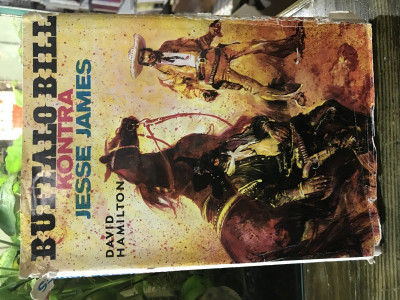 BUFFALO BILL
KONTRA
JESSE JAMES
DAVID
HAMILTON